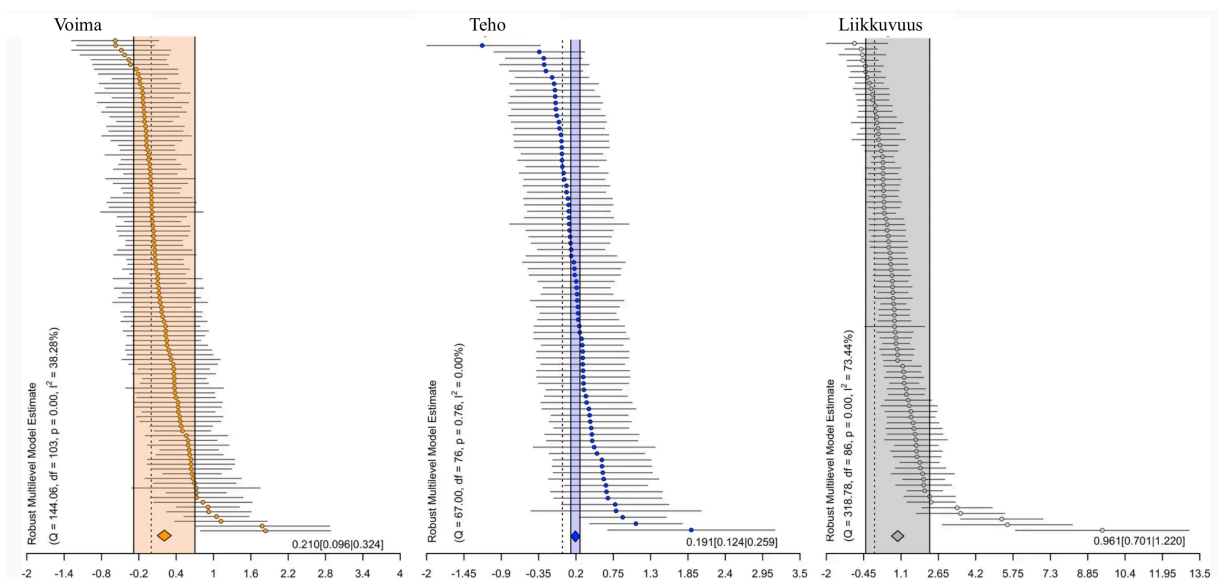 Voima
Teho
Liikkuvuus
Robust Multilevel Model Estimate
(Q = 144.06, df = 103, p = 0.00, I² = 38.28%)
0.210[0.096|0.324]
-2 -1.4 -0.8 -0.2 0.4 1 1.6 2.2 2.8 3.4 4
Robust Multilevel Model Estimate
(Q = 67.00, df = 76, p = 0.76, I² = 0.00%)
0.191[0.124|0.259]
-2 -1.45 -0.9 -0.35 0.2 0.75 1.3 1.85 2.4 2.95 3.5
Robust Multilevel Model Estimate
(Q = 318.78, df = 86, p = 0.00, I² = 73.44%)
0.961[0.701|1.220]
-2 -0.45 1.1 2.65 4.2 5.75 7.3 8.85 10.4 11.95 13.5